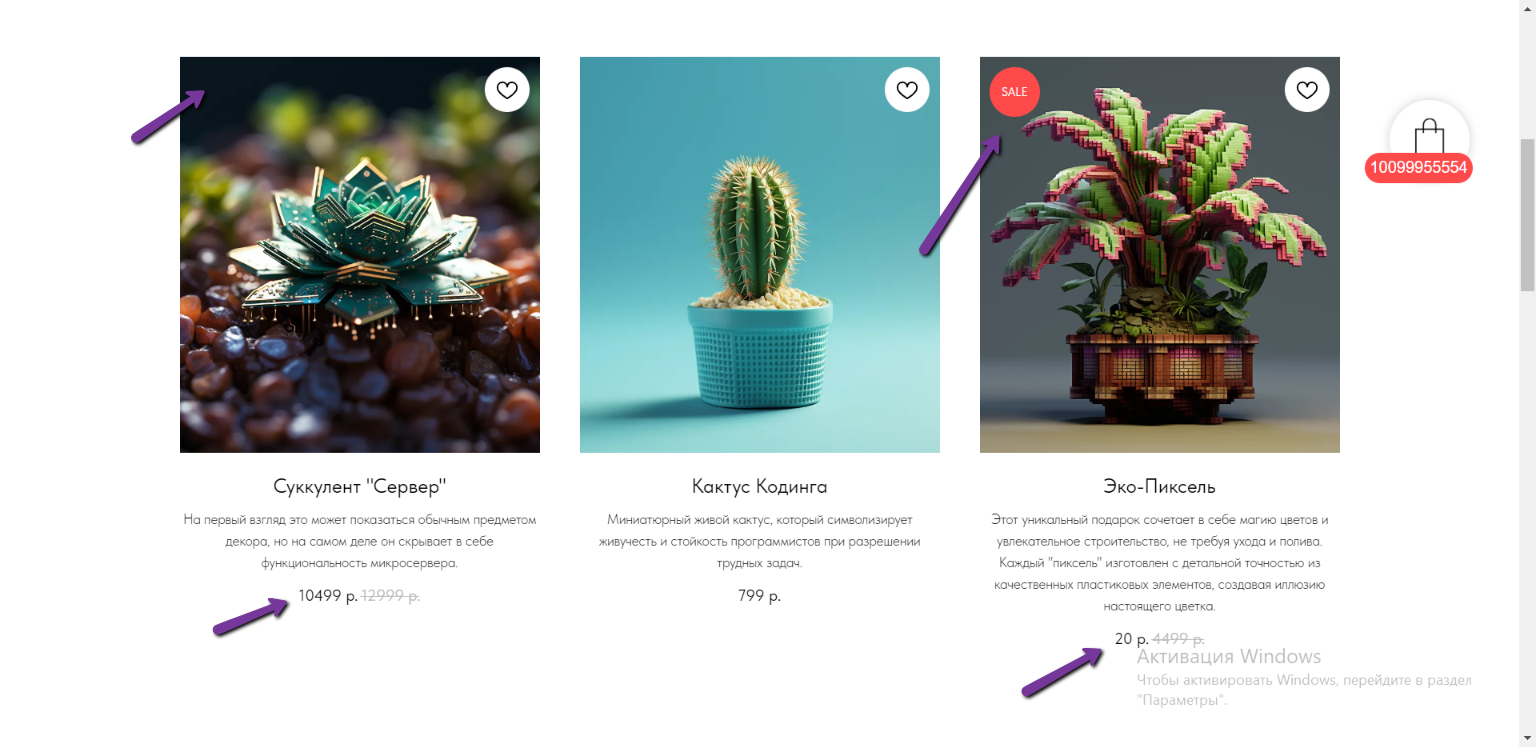 SALE
10099955554
Суккулент "Сервер"
На первый взгляд это может показаться обычным предметом
декора, но на самом деле он скрывает в себе
функциональность микросервера.
10499 р. 12999 р.
Кактус Кодинга
Миниатюрный живой кактус, который символизирует
живучесть и стойкость программистов при разрешении
трудных задач.
799 р.
Эко-Пиксель
Этот уникальный подарок сочетает в себе магию цветов и
увлекательное строительство, не требуя ухода и полива.
Каждый "пиксель" изготовлен с детальной точностью из
качественных пластиковых элементов, создавая иллюзию
настоящего цветка.
20 р. 4499 р.
Активация Windows
Чтобы активировать Windows, перейдите в раздел
"Параметры".